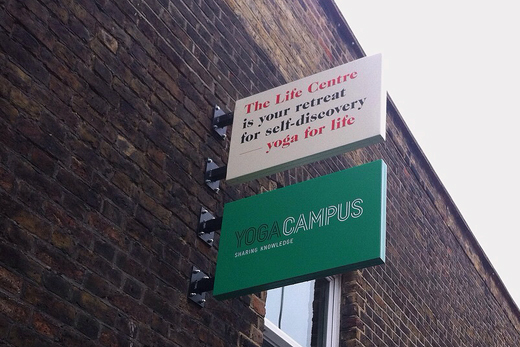 The Life Centre
is your retreat
for self-discovery
— yoga for life
YOGACAMPUS
SHARING KNOWLEDGE